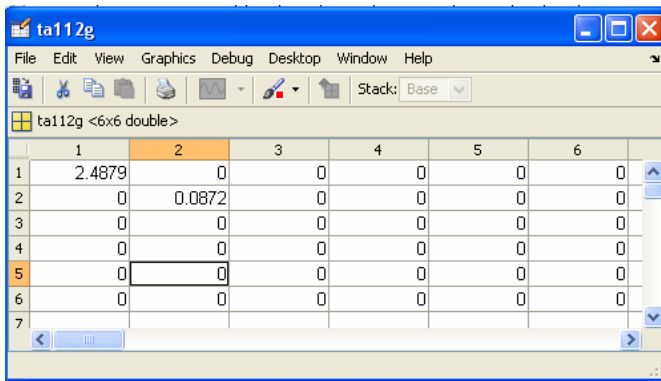 ta112g
File Edit View Graphics Debug Desktop Window Help
Stack: Base
ta112g <6x6 double>
1 2 3 4 5 6
1 2.4879 0 0 0 0 0
2 0 0.0872 0 0 0 0
3 0 0 0 0 0 0
4 0 0 0 0 0 0
5 0 0 0 0 0 0
6 0 0 0 0 0 0
7